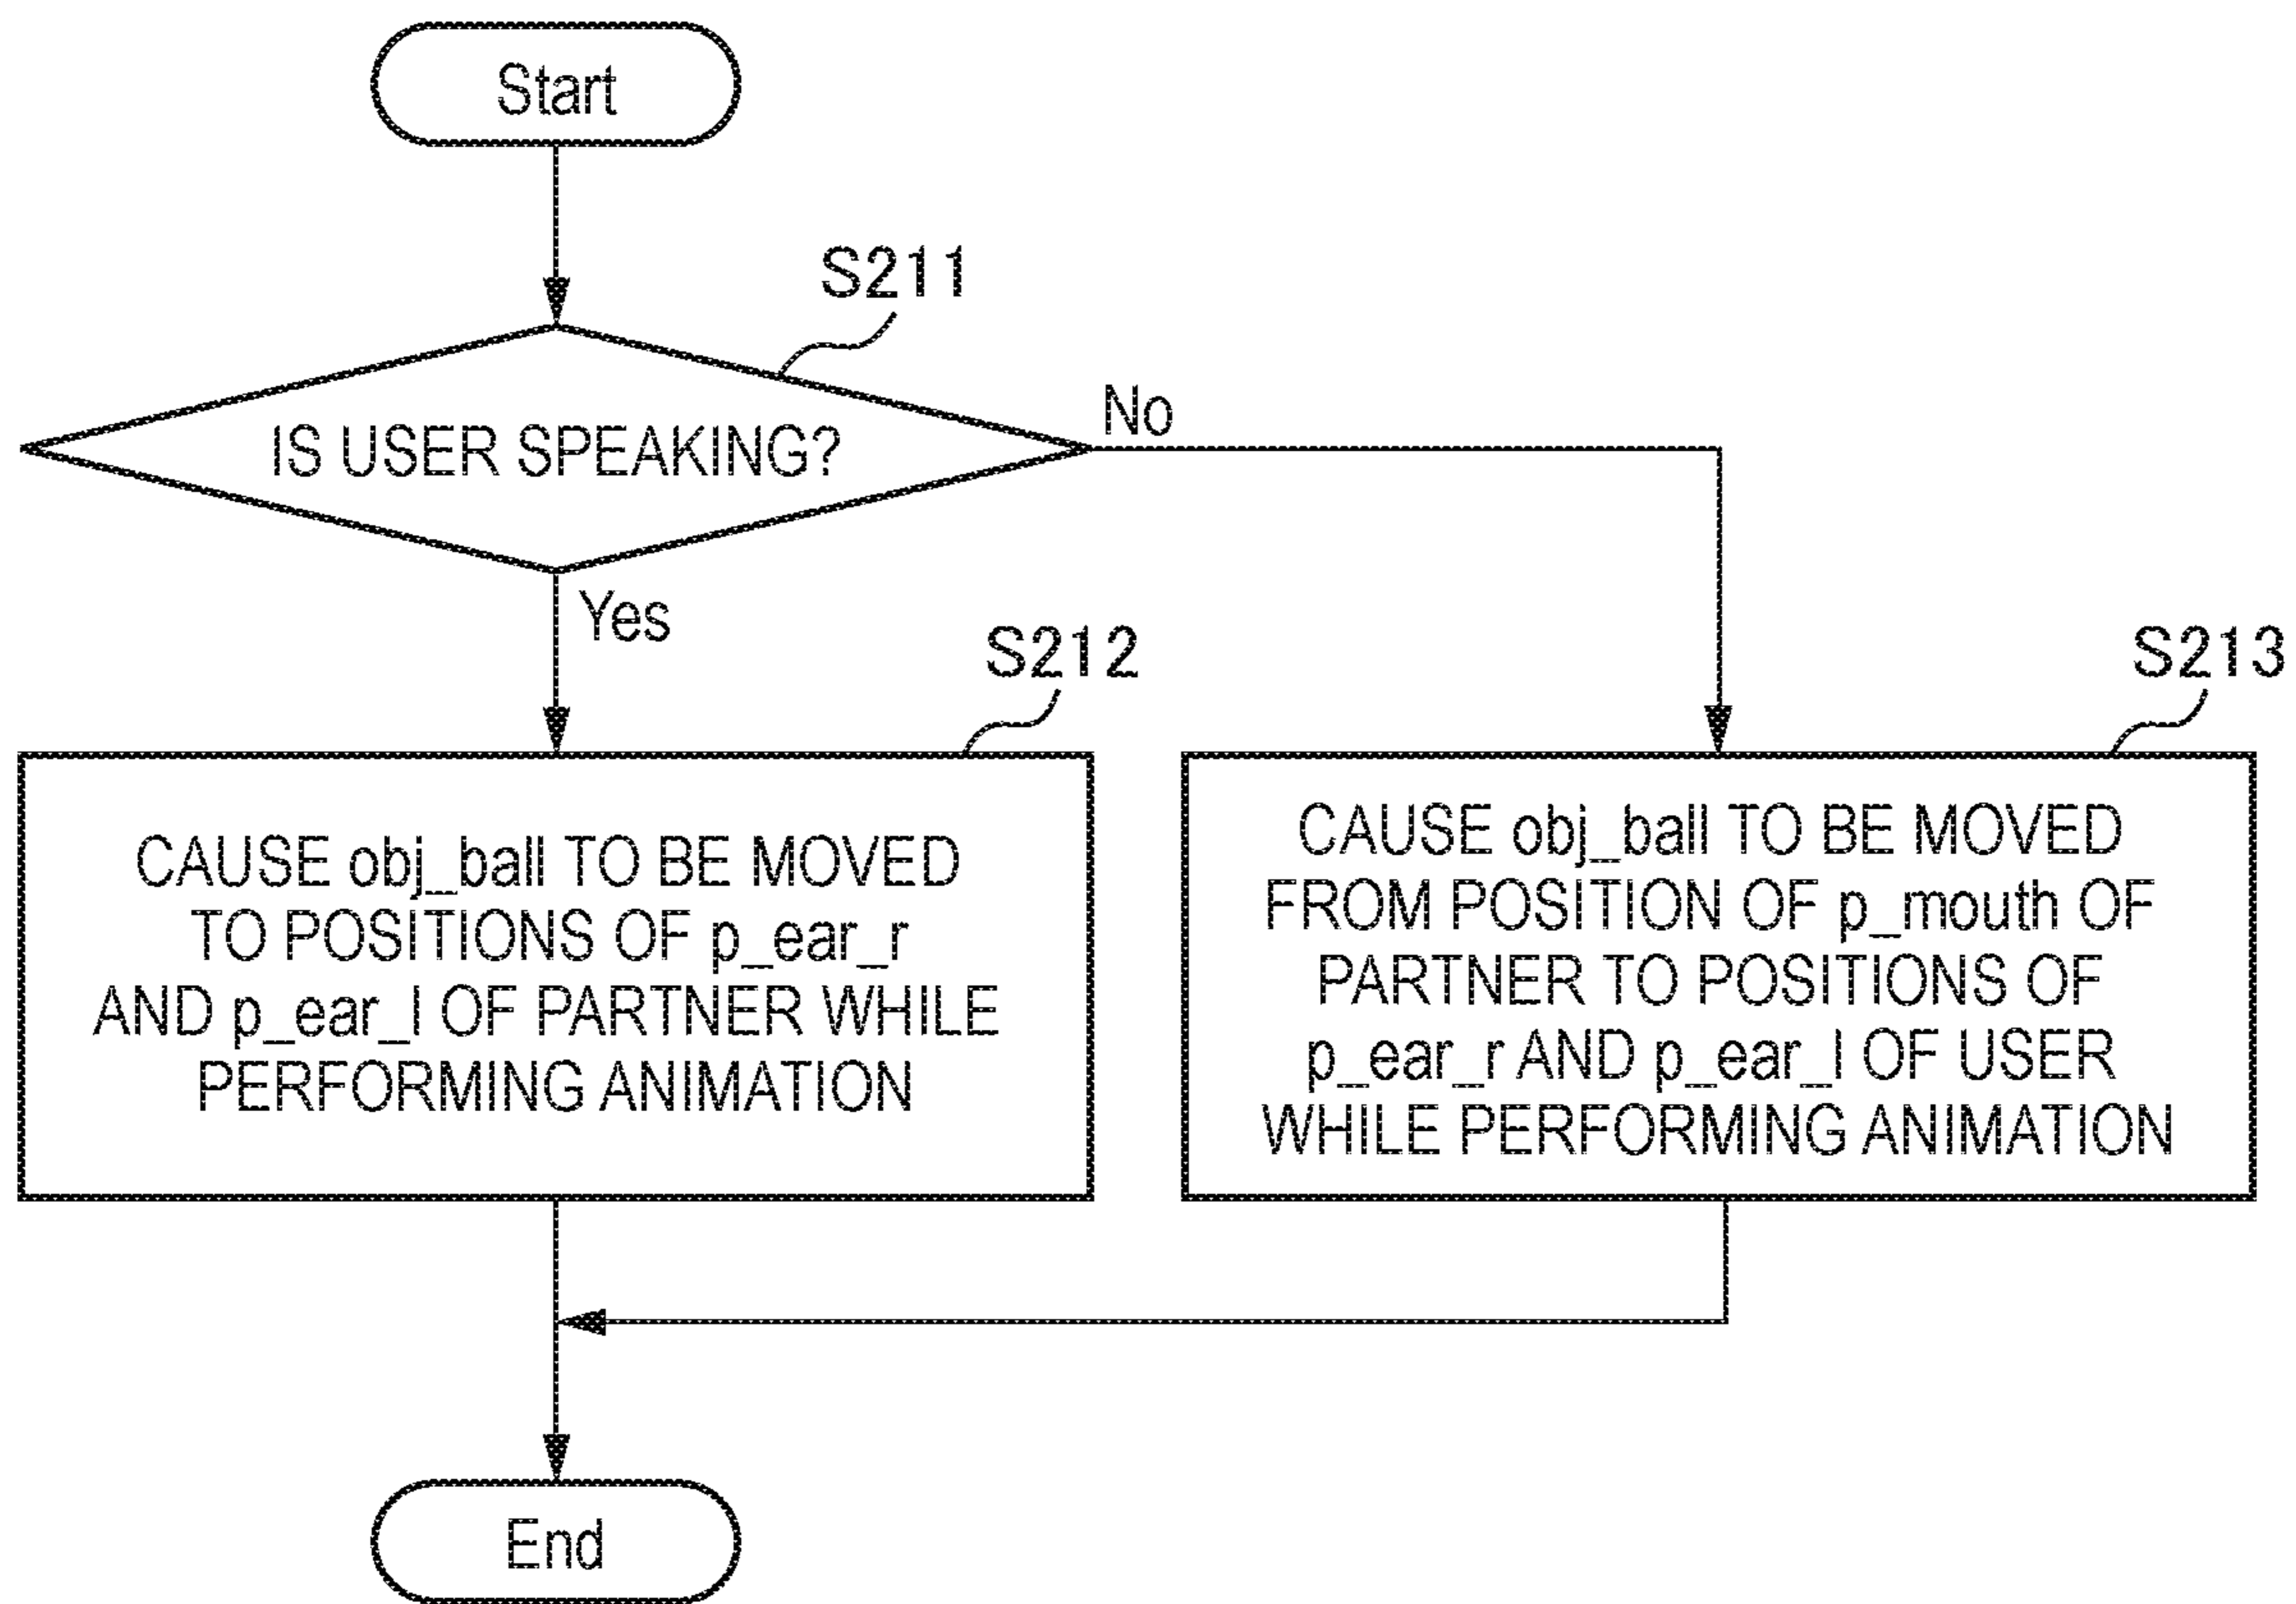 Start
S211
IS USER SPEAKING?
No
Yes
S212
S213
CAUSE obj_ball TO BE MOVED
TO POSITIONS OF p_ear_r
AND p_ear_l OF PARTNER WHILE
PERFORMING ANIMATION
CAUSE obj_ball TO BE MOVED
FROM POSITION OF p_mouth OF
PARTNER TO POSITIONS OF
p_ear_r AND p_ear_l OF USER
WHILE PERFORMING ANIMATION
End